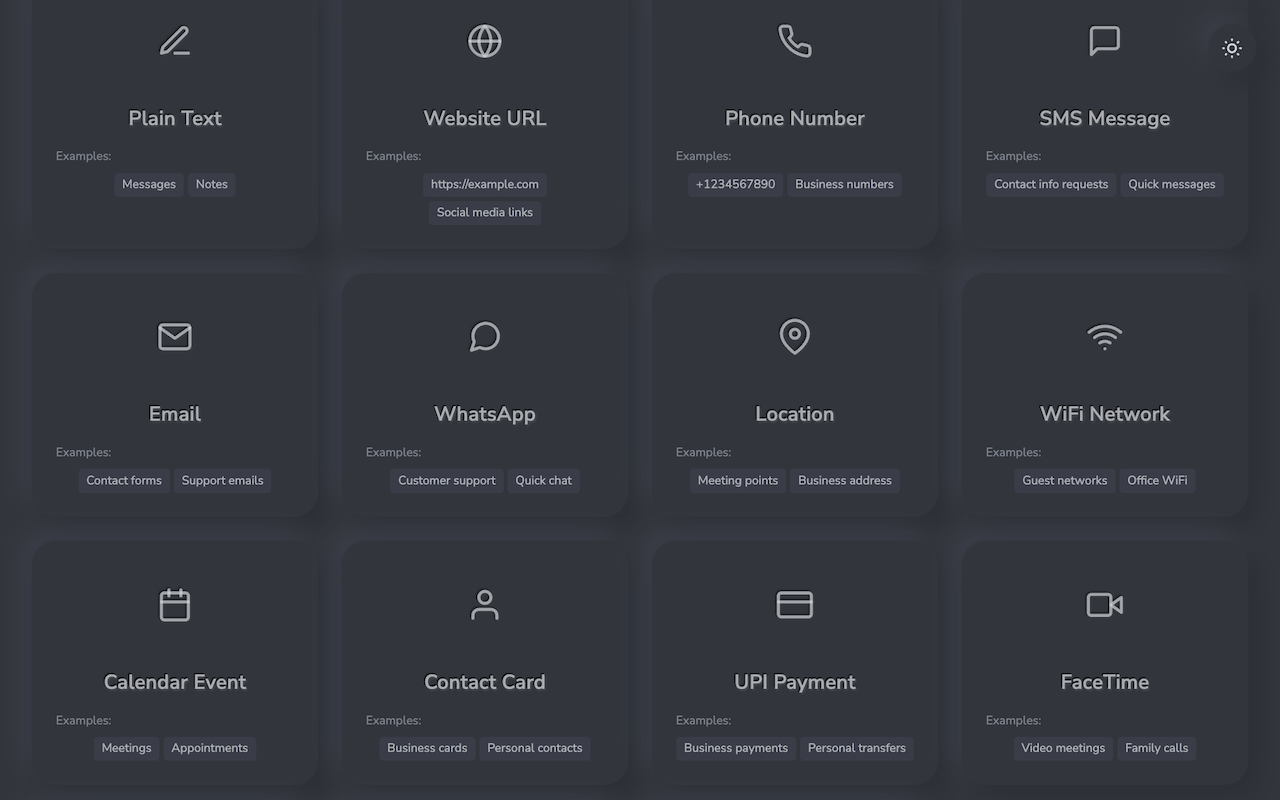 Plain Text
Examples:
Messages Notes
Website URL
Examples:
https://example.com
Social media links
Phone Number
Examples:
+1234567890 Business numbers
SMS Message
Examples:
Contact info requests Quick messages
Email
Examples:
Contact forms Support emails
WhatsApp
Examples:
Customer support Quick chat
Location
Examples:
Meeting points Business address
WiFi Network
Examples:
Guest networks Office WiFi
Calendar Event
Examples:
Meetings Appointments
Contact Card
Examples:
Business cards Personal contacts
UPI Payment
Examples:
Business payments Personal transfers
FaceTime
Examples:
Video meetings Family calls